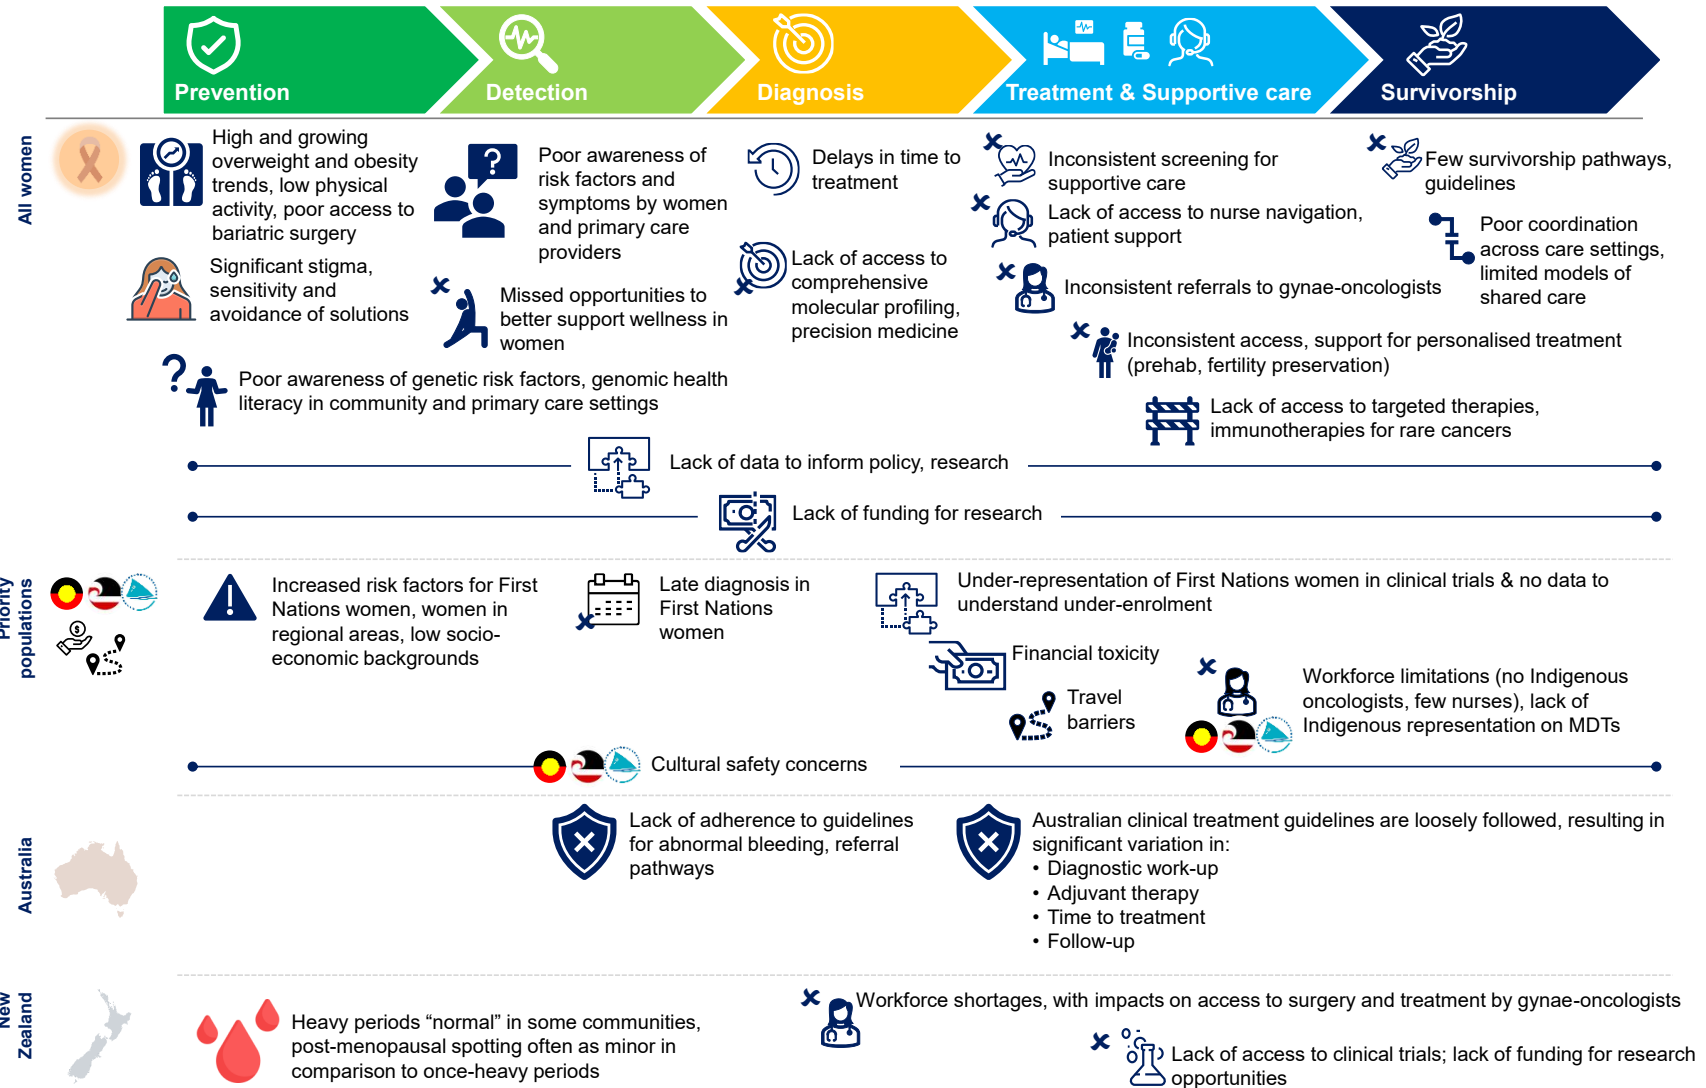 Prevention
Detection
Diagnosis
Treatment & Supportive care
Survivorship
All women
High and growing
overweight and obesity
trends, low physical
activity, poor access to
bariatric surgery
Significant stigma,
sensitivity and
avoidance of solutions
Poor awareness of
risk factors and
symptoms by women
and primary care
providers
Missed opportunities to
better support wellness in
women
Poor awareness of genetic risk factors, genomic health
literacy in community and primary care settings
Delays in time to
treatment
Lack of access to
comprehensive
molecular profiling,
precision medicine
Inconsistent screening for
supportive care
Lack of access to nurse navigation,
patient support
Inconsistent referrals to gynae-oncologists
Inconsistent access, support for personalised treatment
(prehab, fertility preservation)
Lack of access to targeted therapies,
immunotherapies for rare cancers
Few survivorship pathways,
guidelines
Poor coordination
across care settings,
limited models of
shared care
Lack of data to inform policy, research
Lack of funding for research
Priority
populations
Increased risk factors for First
Nations women, women in
regional areas, low socio-
economic backgrounds
Late diagnosis in
First Nations
women
Under-representation of First Nations women in clinical trials & no data to
understand under-enrolment
Financial toxicity
Travel
barriers
Workforce limitations (no Indigenous
oncologists, few nurses), lack of
Indigenous representation on MDTs
Cultural safety concerns
Australia
Lack of adherence to guidelines
for abnormal bleeding, referral
pathways
Australian clinical treatment guidelines are loosely followed, resulting in
significant variation in:
• Diagnostic work-up
• Adjuvant therapy
• Time to treatment
• Follow-up
New
Zealand
Heavy periods “normal” in some communities,
post-menopausal spotting often as minor in
comparison to once-heavy periods
Workforce shortages, with impacts on access to surgery and treatment by gynae-oncologists
Lack of access to clinical trials; lack of funding for research
opportunities